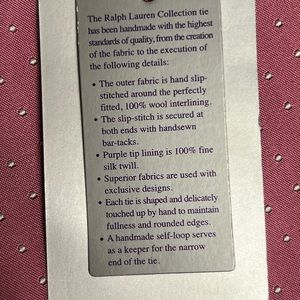 The Ralph Lauren Collection tie
has been handmade with the highest
standards of quality, from the creation
of the fabric to the execution of
the following details:
• The outer fabric is hand slip-
stitched around the perfectly
fitted, 100% wool interlining.
• The slip-stitch is secured at
both ends with handsewn
bar-tacks.
• Purple tip lining is 100% fine
silk twill.
• Superior fabrics are used with
exclusive designs.
• Each tie is shaped and delicately
touched up by hand to maintain
fullness and rounded edges.
• A handmade self-loop serves
as a keeper for the narrow
end of the tie.